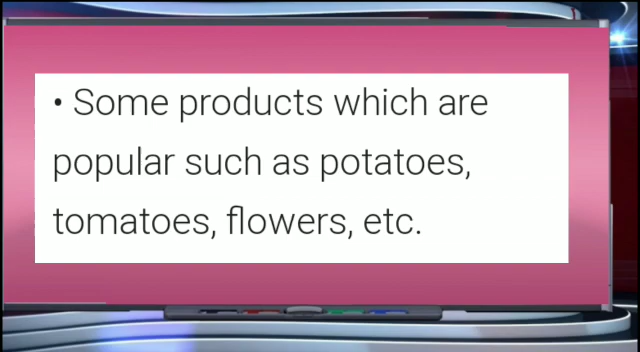 • Some products which are
popular such as potatoes,
tomatoes, flowers, etc.